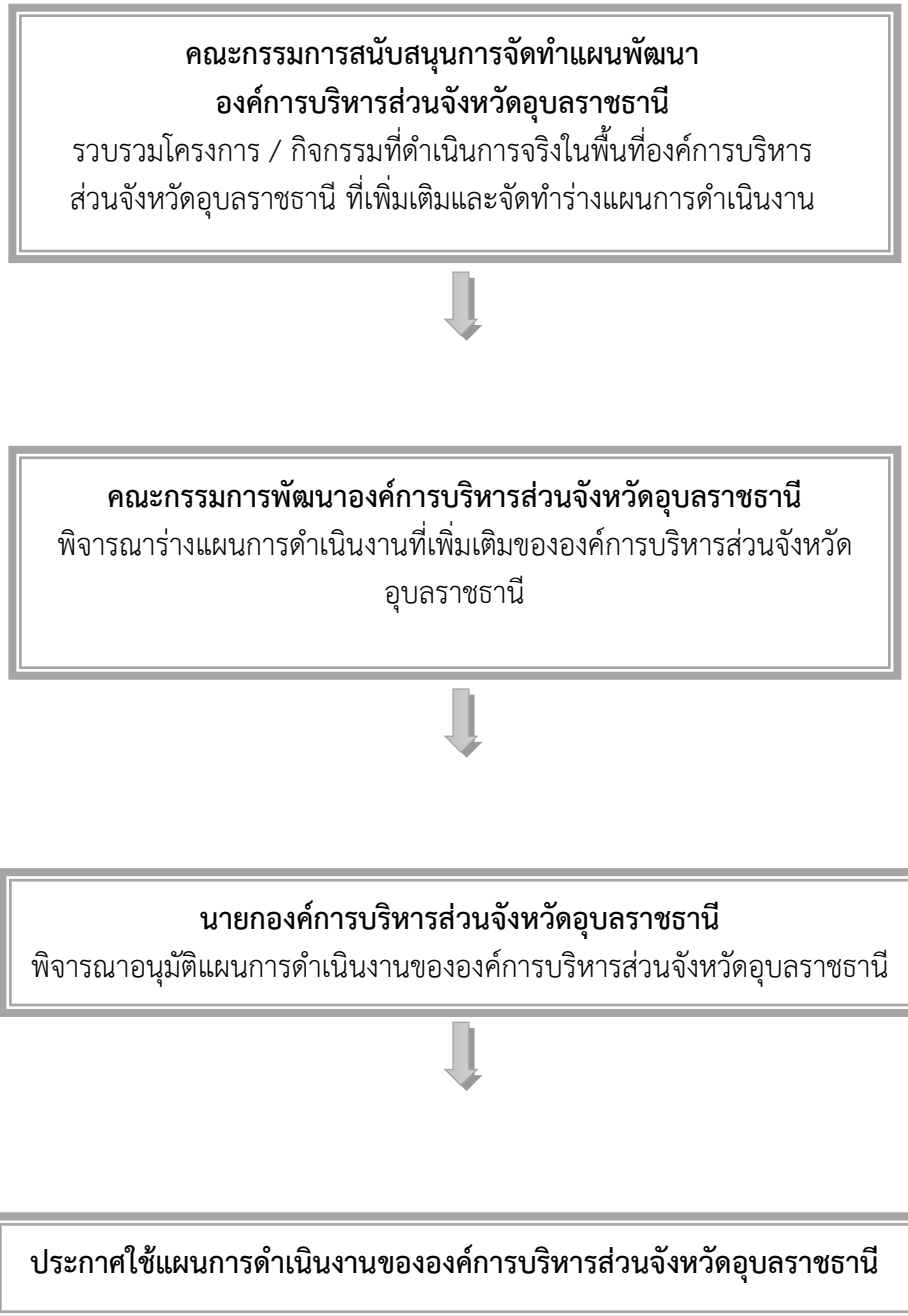 คณะกรรมการสนับสนุนการจัดทำแผนพัฒนา
องค์การบริหารส่วนจังหวัดอุบลราชธานี
รวบรวมโครงการ / กิจกรรมที่ดำเนินการจริงในพื้นที่องค์การบริหาร
ส่วนจังหวัดอุบลราชธานี ที่เพิ่มเติมและจัดทำร่างแผนการดำเนินงาน
คณะกรรมการพัฒนาองค์การบริหารส่วนจังหวัดอุบลราชธานี
พิจารณาร่างแผนการดำเนินงานที่เพิ่มเติมขององค์การบริหารส่วนจังหวัด
อุบลราชธานี
นายกองค์การบริหารส่วนจังหวัดอุบลราชธานี
พิจารณาอนุมัติแผนการดำเนินงานขององค์การบริหารส่วนจังหวัดอุบลราชธานี
ประกาศใช้แผนการดำเนินงานขององค์การบริหารส่วนจังหวัดอุบลราชธานี